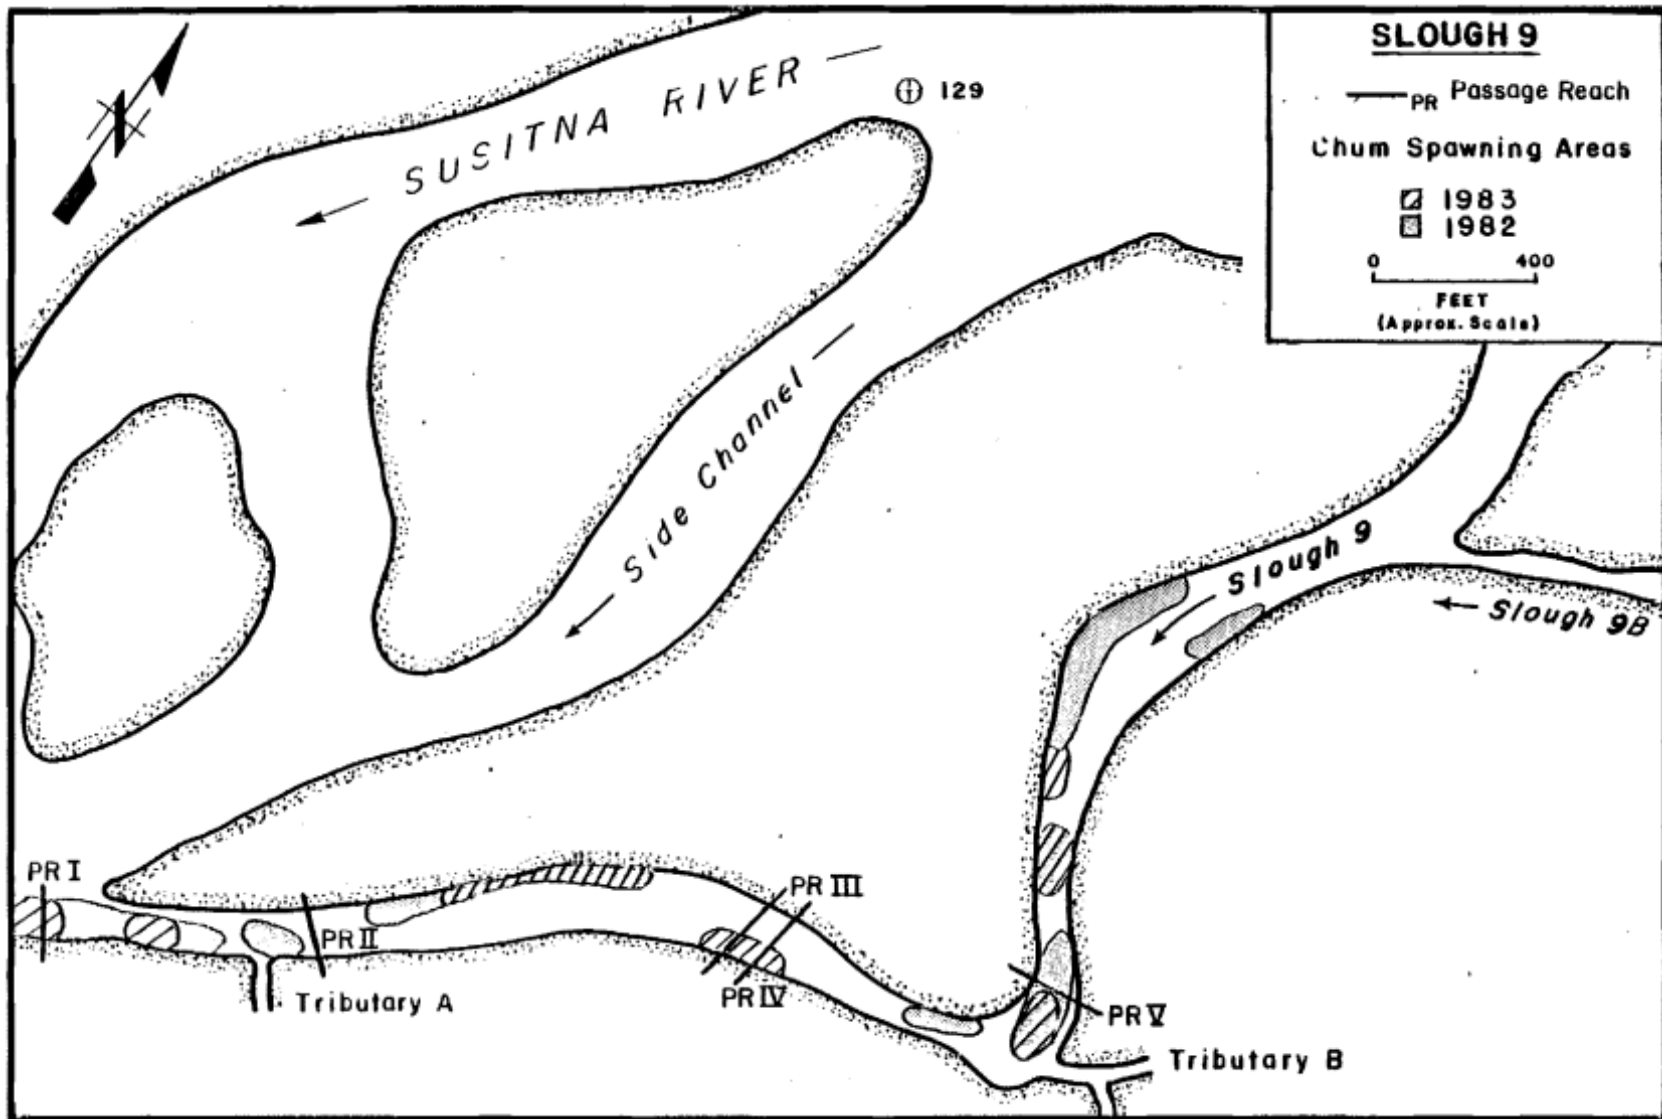 SLOUGH 9
PR Passage Reach
Chum Spawning Areas
1983
1982
0 400
FEET
(Approx. Scale)
SUSITNA RIVER
129
Side Channel
Slough 9
Slough 9B
PR I
PR II
PR III
PR IV
PR V
Tributary A
Tributary B